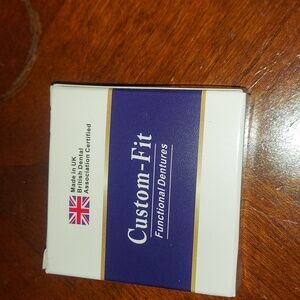 Made in UK
British Dental
Association Certified
Custom-Fit
Functional Dentures